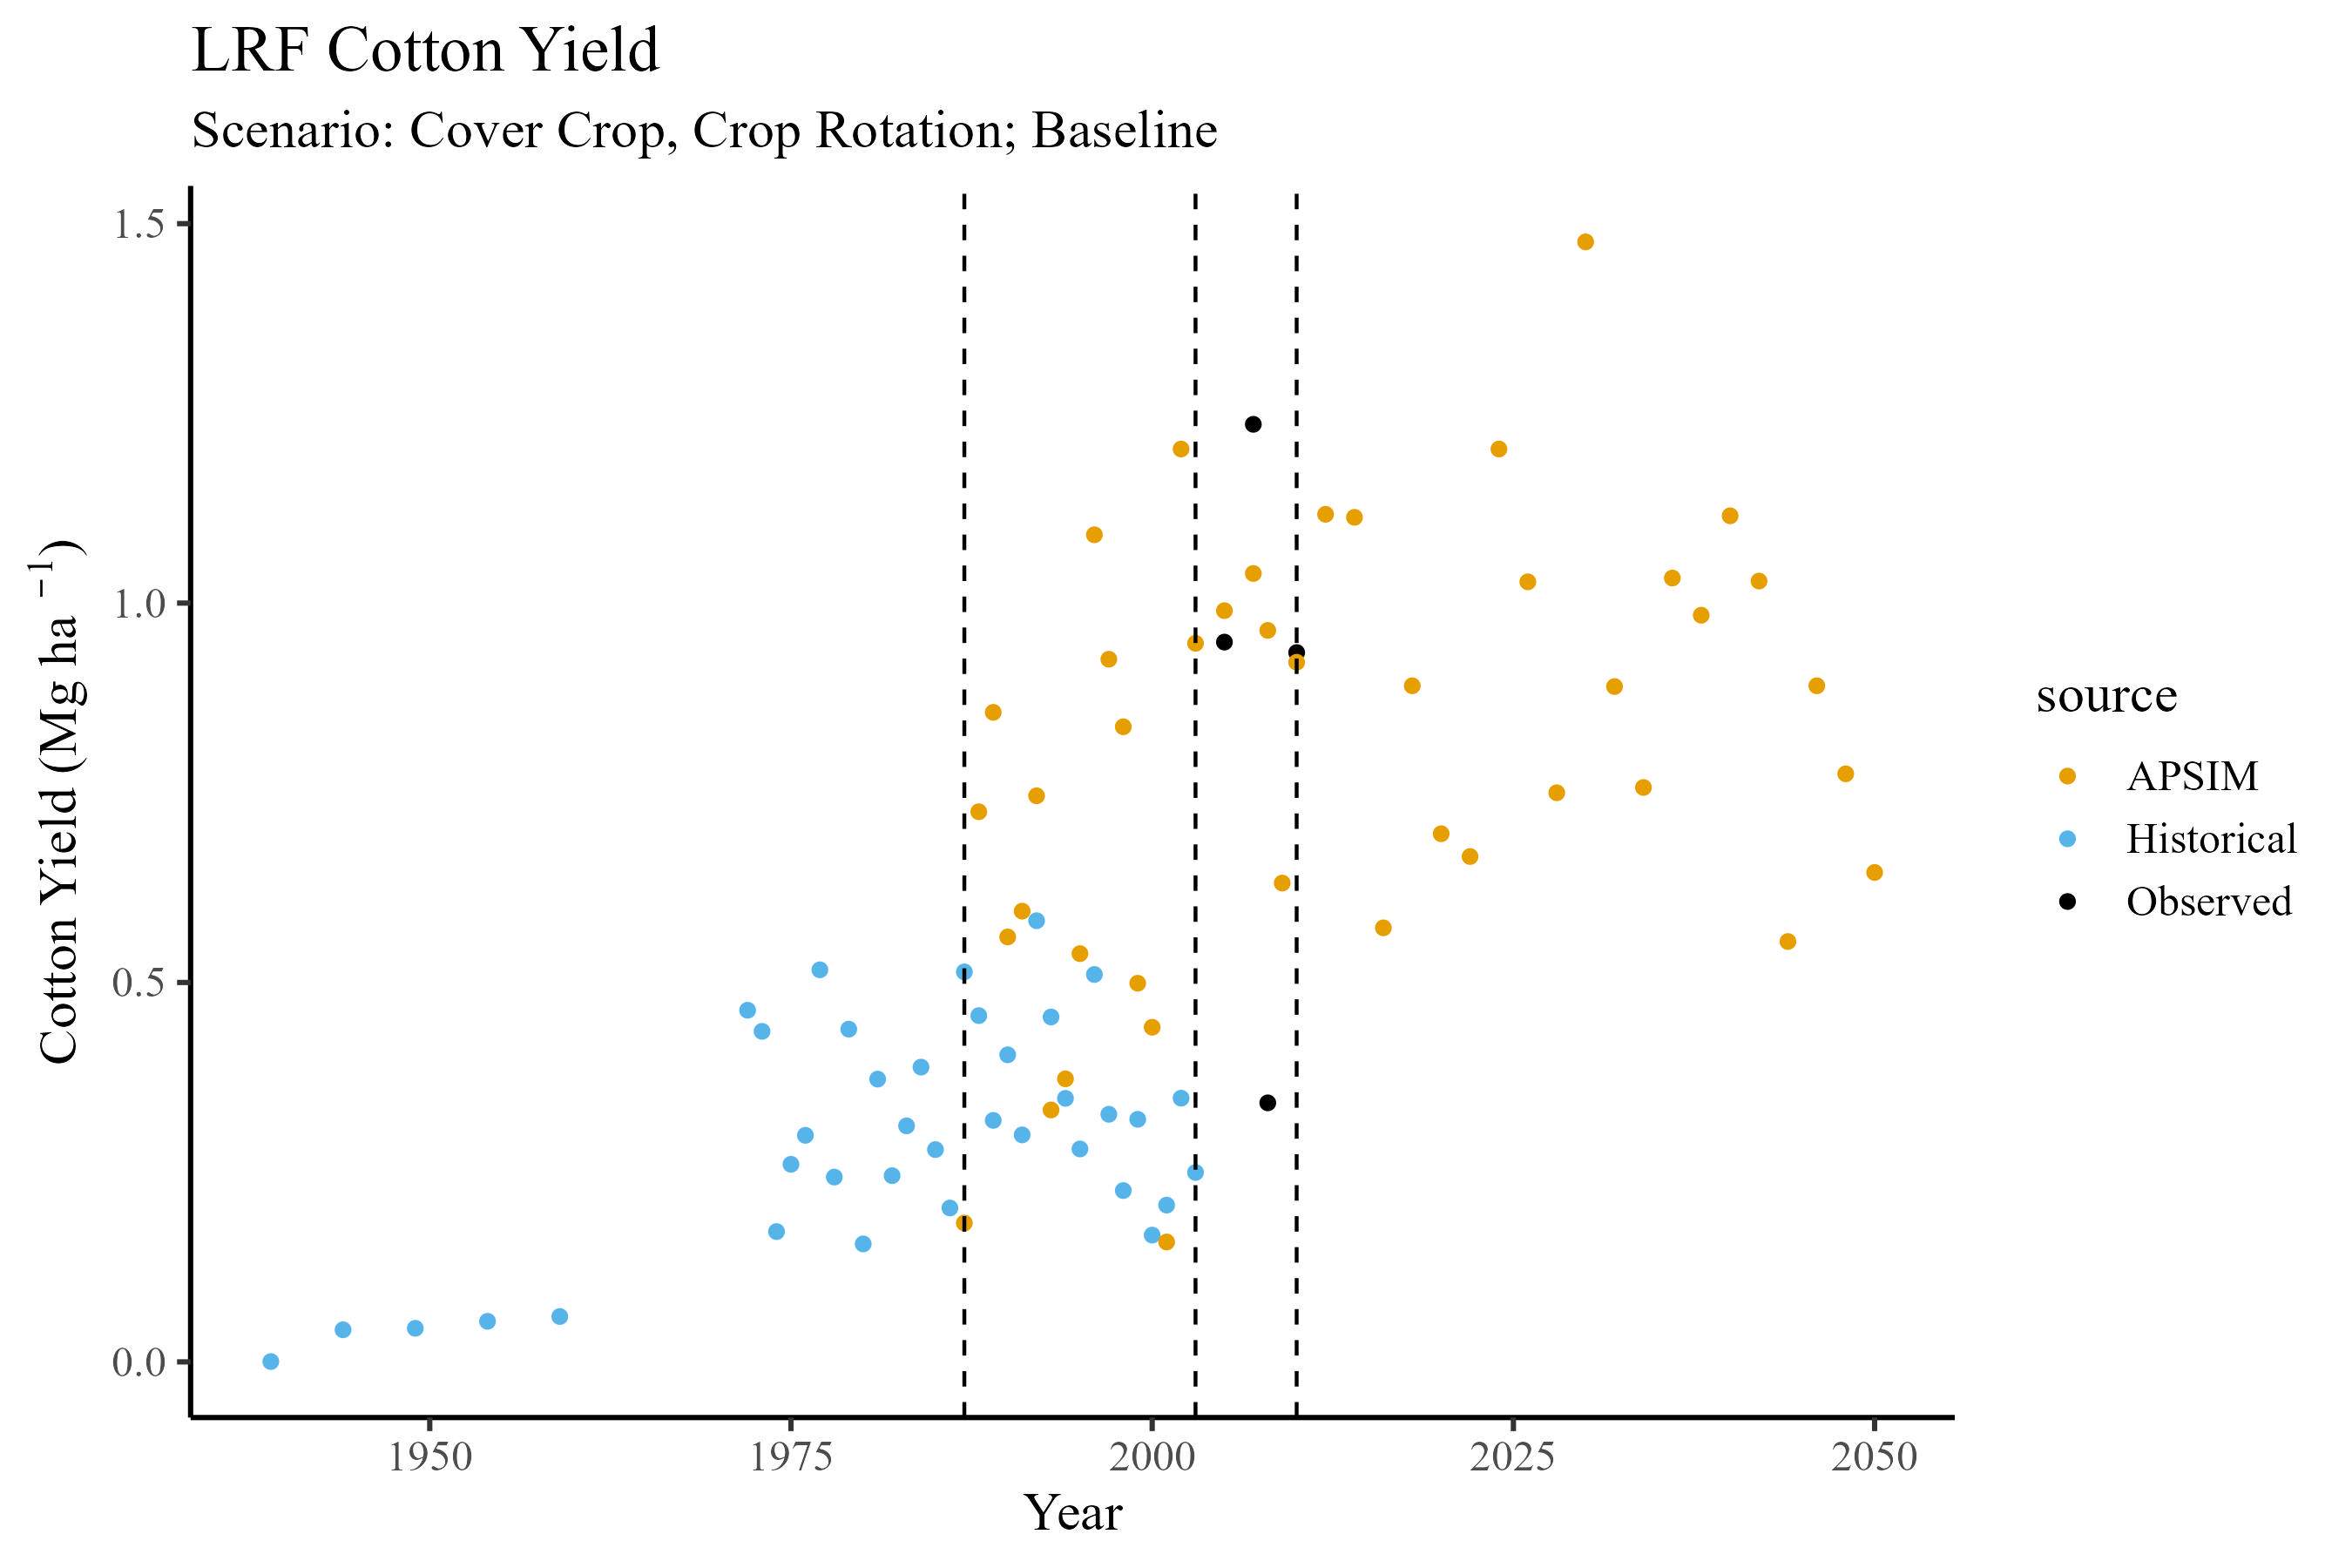 LRF Cotton Yield
Scenario: Cover Crop, Crop Rotation; Baseline
Cotton Yield (Mg ha −1)
1.5
1.0
0.5
0.0
1950 1975 2000 2025 2050
Year
source
APSIM
Historical
Observed